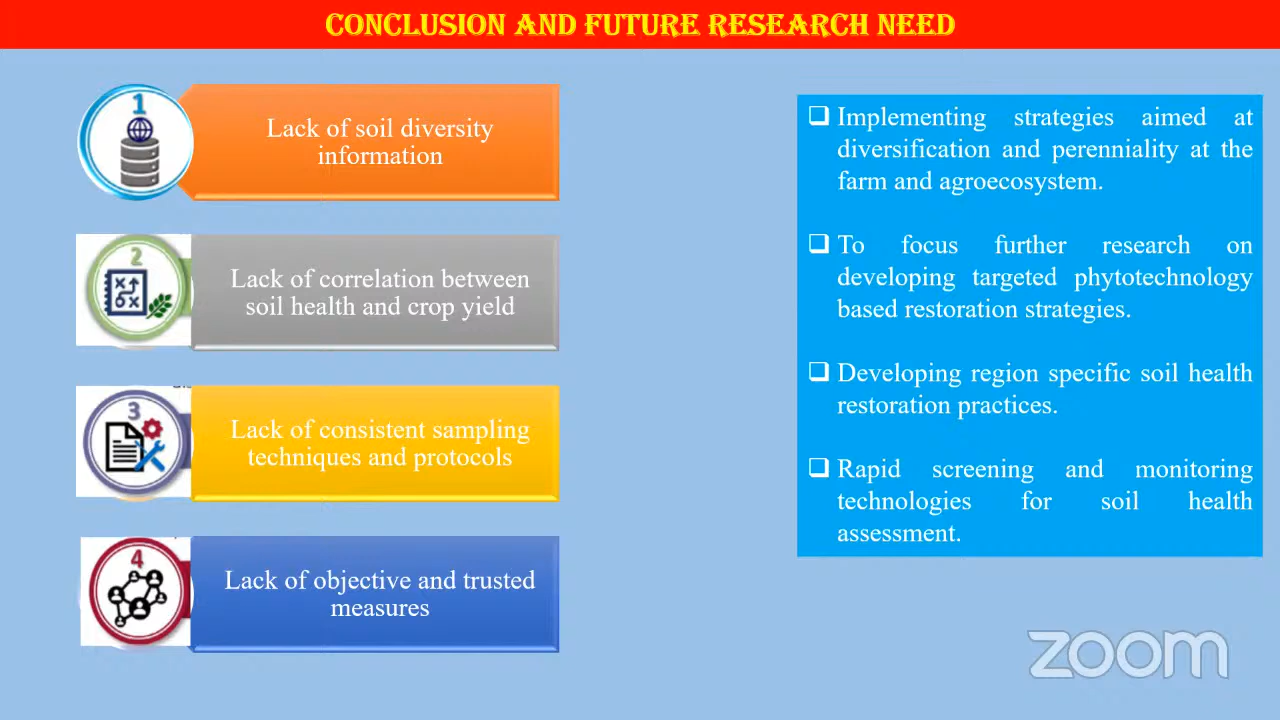 CONCLUSION AND FUTURE RESEARCH NEED
1
Lack of soil diversity
information
2
Lack of correlation between
soil health and crop yield
3
Lack of consistent sampling
techniques and protocols
4
Lack of objective and trusted
measures
Implementing strategies aimed at
diversification and perenniality at the
farm and agroecosystem.
To focus further research on
developing targeted phytotechnology
based restoration strategies.
Developing region specific soil health
restoration practices.
Rapid screening and monitoring
technologies for soil health
assessment.
zoom